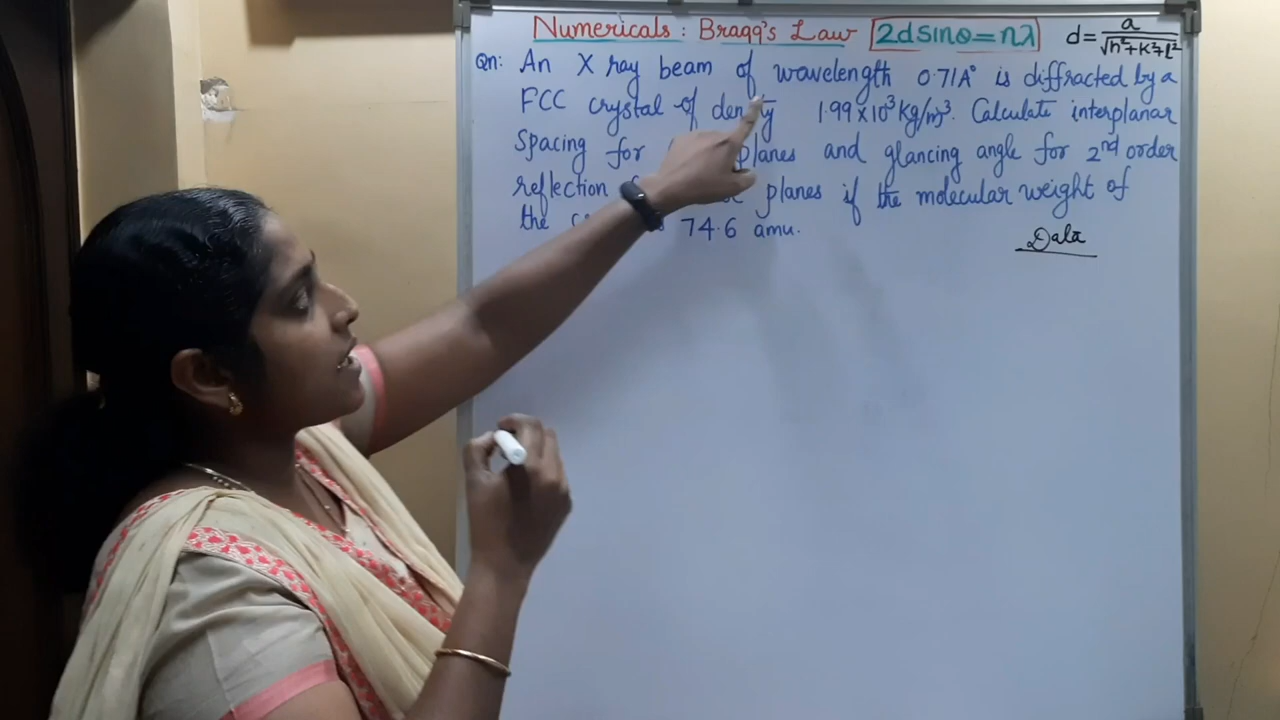 Numericals : Bragg's Law 2dsinθ=nλ d= a/√h²+k²+l²
Qn: An X ray beam of wavelength 0.71A° is diffracted by a
FCC crystal of density 1.99×10³kg/m³. Calculate interplanar
spacing for planes and glancing angle for 2nd order
reflection planes if the molecular weight of
the 74.6 amu.
Data